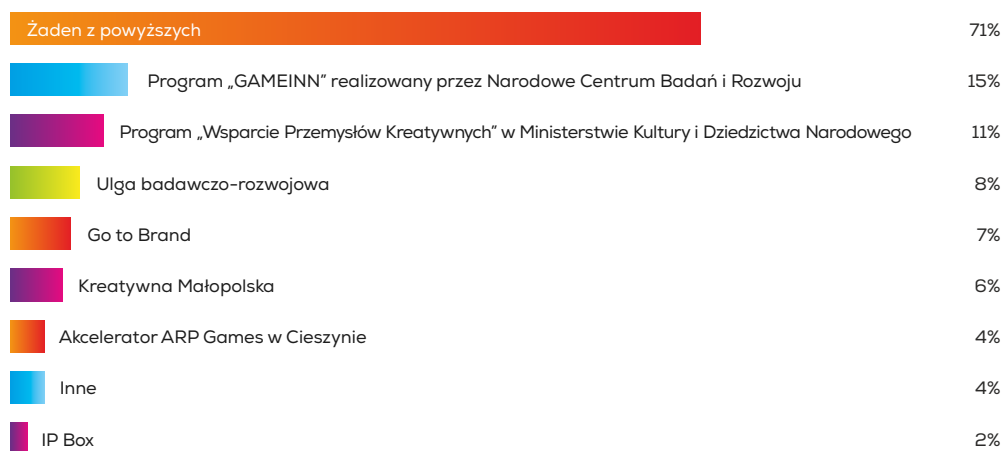 Żaden z powyższych 71%
Program „GAMEINN” realizowany przez Narodowe Centrum Badań i Rozwoju 15%
Program „Wsparcie Przemysłów Kreatywnych” w Ministerstwie Kultury i Dziedzictwa Narodowego 11%
Ulga badawczo-rozwojowa 8%
Go to Brand 7%
Kreatywna Małopolska 6%
Akcelerator ARP Games w Cieszynie 4%
Inne 4%
IP Box 2%